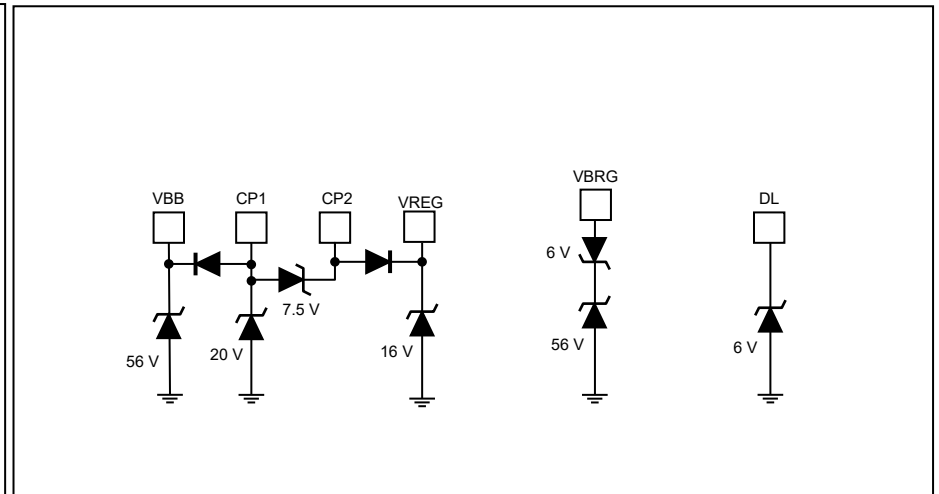 VBB
CP1
CP2
VREG
VBRG
DL
6 V
7.5 V
56 V
20 V
16 V
56 V
6 V